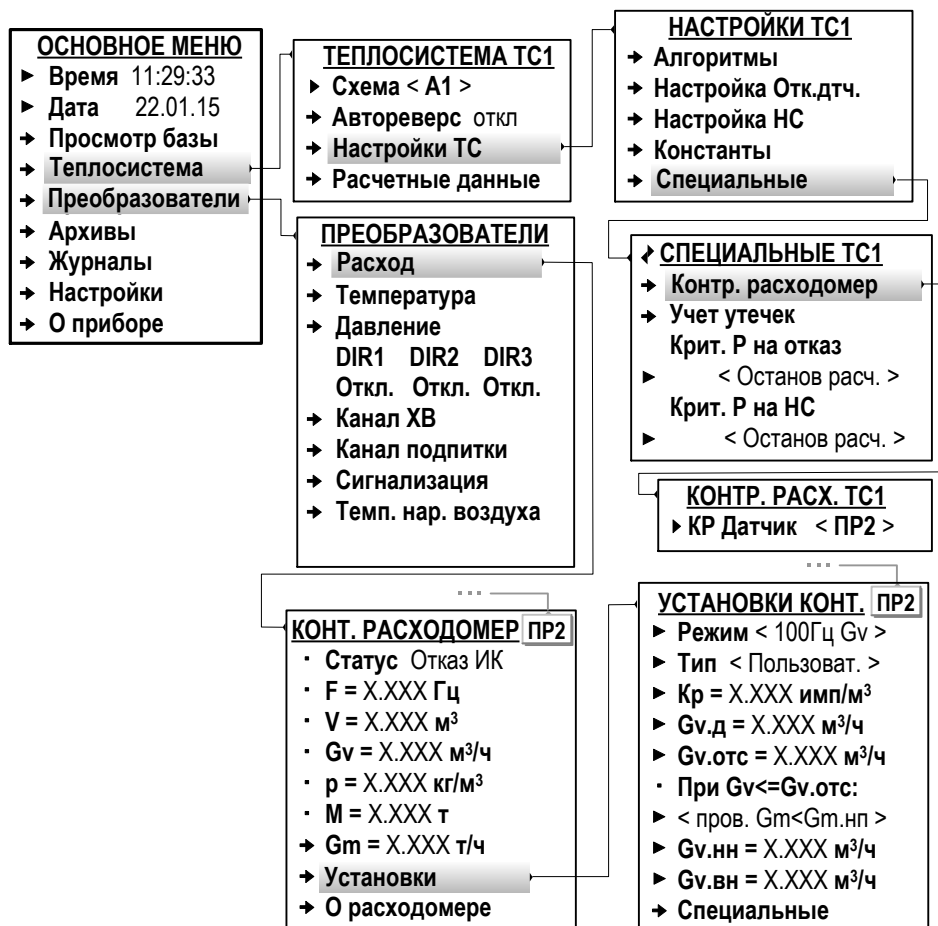 ОСНОВНОЕ МЕНЮ
Время 11:29:33
Дата 22.01.15
Просмотр базы
Теплосистема
Преобразователи
Архивы
Журналы
Настройки
О приборе
ТЕПЛОСИСТЕМА ТС1
Схема < А1 >
Автореверс откл
Настройки ТС
Расчетные данные
НАСТРОЙКИ ТС1
Алгоритмы
Настройка Отк.дтч.
Настройка НС
Константы
Специальные
ПРЕОБРАЗОВАТЕЛИ
Расход
Температура
Давление
DIR1 DIR2 DIR3
Откл. Откл. Откл.
Канал ХВ
Канал подпитки
Сигнализация
Темп. нар. воздуха
СПЕЦИАЛЬНЫЕ ТС1
Контр. расходомер
Учет утечек
Крит. Р на отказ
< Останов расч. >
Крит. Р на НС
< Останов расч. >
КОНТР. РАСХ. ТС1
КР Датчик < ПР2 >
КОНТ. РАСХОДОМЕР ПР2
Статус Отказ ИК
F = X.XXX Гц
V = X.XXX м³
Gv = X.XXX м³/ч
p = X.XXX кг/м³
M = X.XXX т
Gm = X.XXX т/ч
Установки
О расходомере
УСТАНОВКИ КОНТ. ПР2
Режим < 100Гц Gv >
Тип < Пользоват. >
Кр = X.XXX имп/м³
Gv.д = X.XXX м³/ч
Gv.отс = X.XXX м³/ч
При Gv<=Gv.отс:
< пров. Gm<Gm.нп >
Gv.нн = X.XXX м³/ч
Gv.вн = X.XXX м³/ч
Специальные